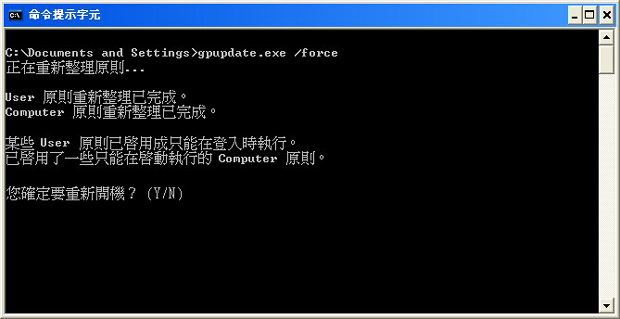 命令提示字元
C:\Documents and Settings>gpupdate.exe /force
正在重新整理原則...
User 原則重新整理已完成。
Computer 原則重新整理已完成。
某些 User 原則已啓用成只能在登入時執行。
已啓用了一些只能在啓動執行的 Computer 原則。
您確定要重新開機？ (Y/N)